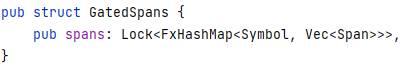 pub struct GatedSpans {
    pub spans: Lock<FxHashMap<Symbol, Vec<Span>>>,
}